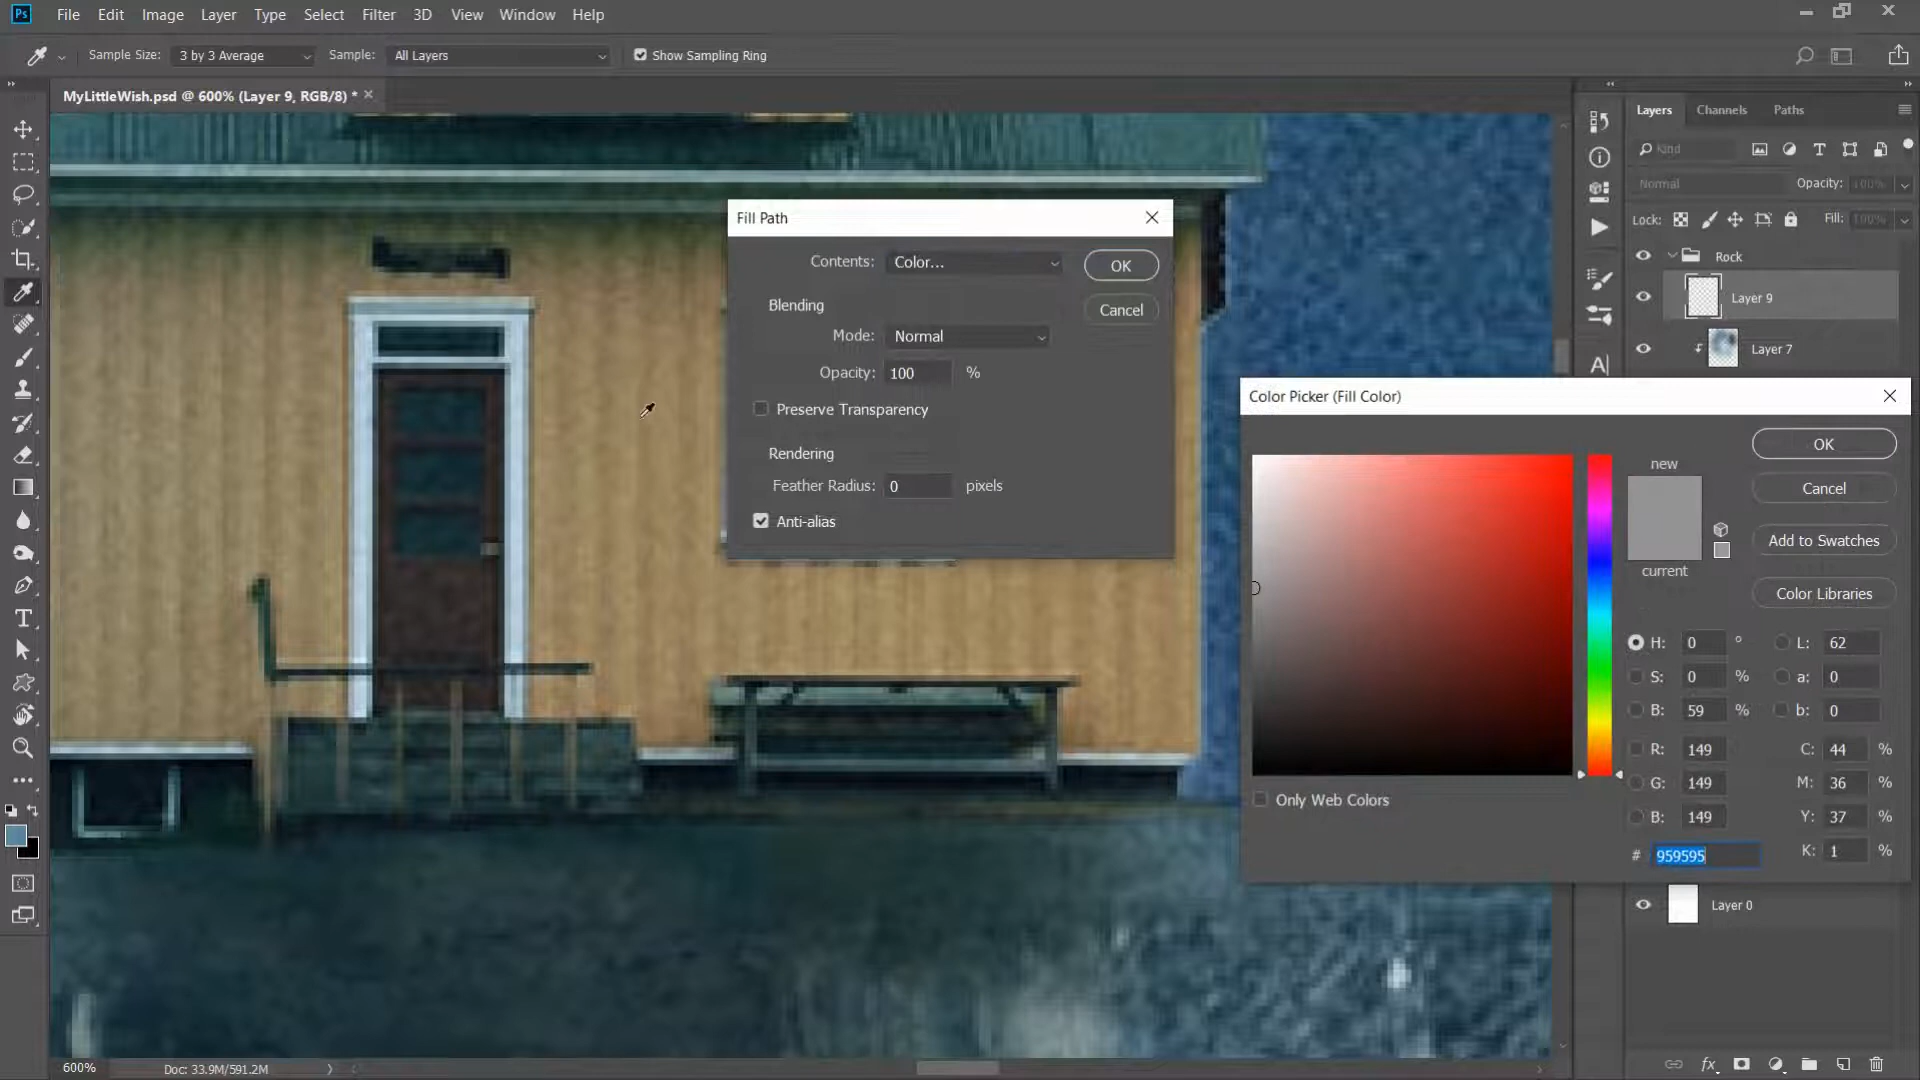 Ps File Edit Image Layer Type Select Filter 3D View Window Help
Sample Size: 3 by 3 Average Sample: All Layers Show Sampling Ring
MyLittleWish.psd @ 600% (Layer 9, RGB/8) * ×
Layers Channels Paths
Kind
Normal Opacity: 100%
Lock: Fill: 100%
Rock
Layer 9
Layer 7
Fill Path
Contents: Color... OK
Blending Cancel
Mode: Normal
Opacity: 100 %
Preserve Transparency
Rendering
Feather Radius: 0 pixels
Anti-alias
Color Picker (Fill Color)
new OK
Cancel
Add to Swatches
current Color Libraries
H: 0 ° L: 62
S: 0 % a: 0
B: 59 % b: 0
R: 149 C: 44 %
G: 149 M: 36 %
B: 149 Y: 37 %
# 959595 K: 1 %
Only Web Colors
Layer 0
600% Doc: 33.9M/591.2M
fx